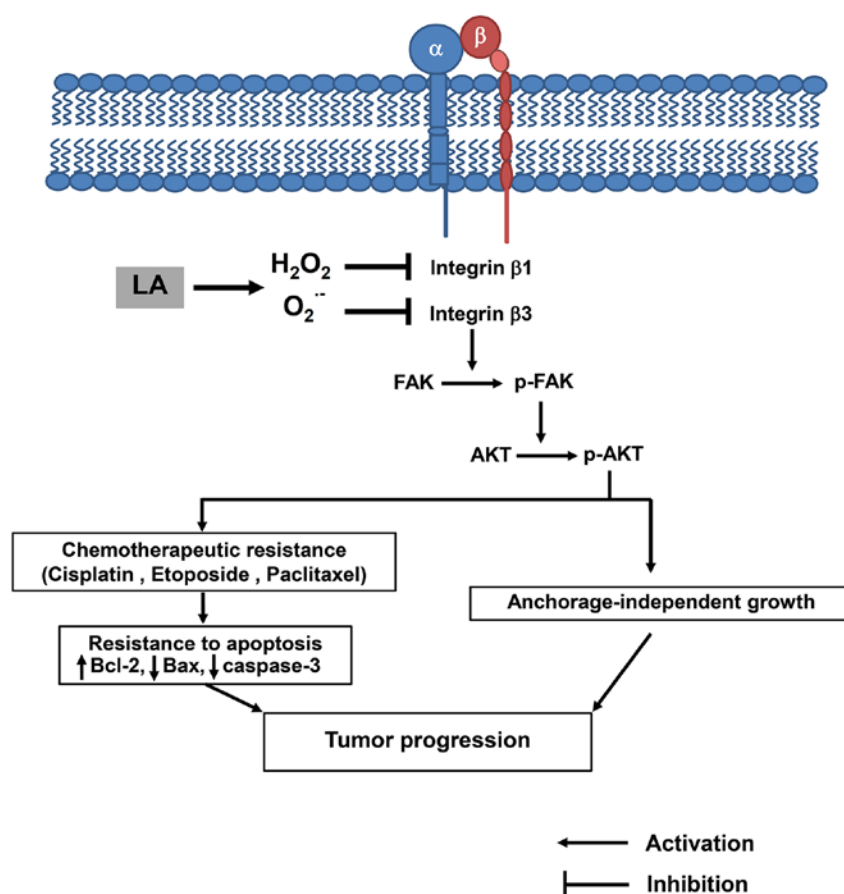 α β
LA
H₂O₂ Integrin β1
O₂·- Integrin β3
FAK p-FAK
AKT p-AKT
Chemotherapeutic resistance
(Cisplatin , Etoposide , Paclitaxel)
Anchorage-independent growth
Resistance to apoptosis
↑Bcl-2,↓Bax,↓caspase-3
Tumor progression
Activation
Inhibition